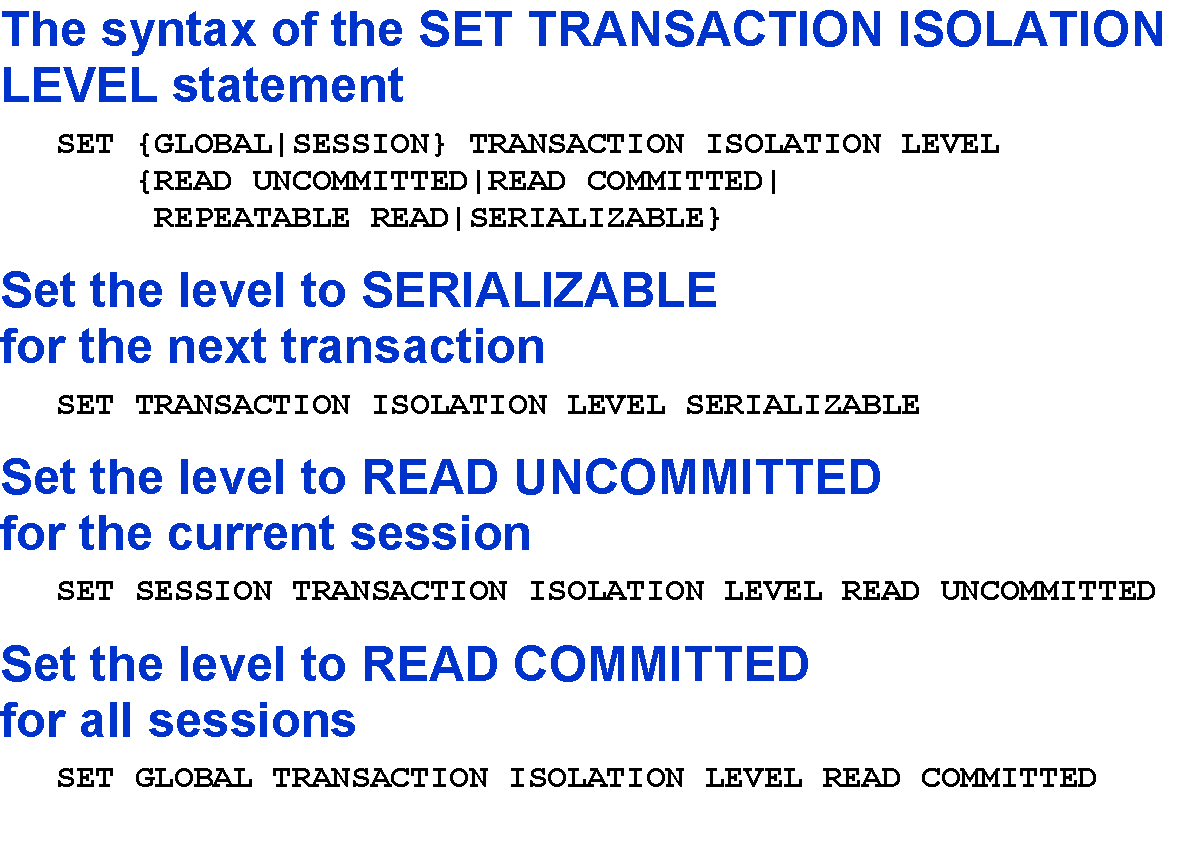 The syntax of the SET TRANSACTION ISOLATION
LEVEL statement
SET {GLOBAL|SESSION} TRANSACTION ISOLATION LEVEL
{READ UNCOMMITTED|READ COMMITTED|
REPEATABLE READ|SERIALIZABLE}
Set the level to SERIALIZABLE
for the next transaction
SET TRANSACTION ISOLATION LEVEL SERIALIZABLE
Set the level to READ UNCOMMITTED
for the current session
SET SESSION TRANSACTION ISOLATION LEVEL READ UNCOMMITTED
Set the level to READ COMMITTED
for all sessions
SET GLOBAL TRANSACTION ISOLATION LEVEL READ COMMITTED